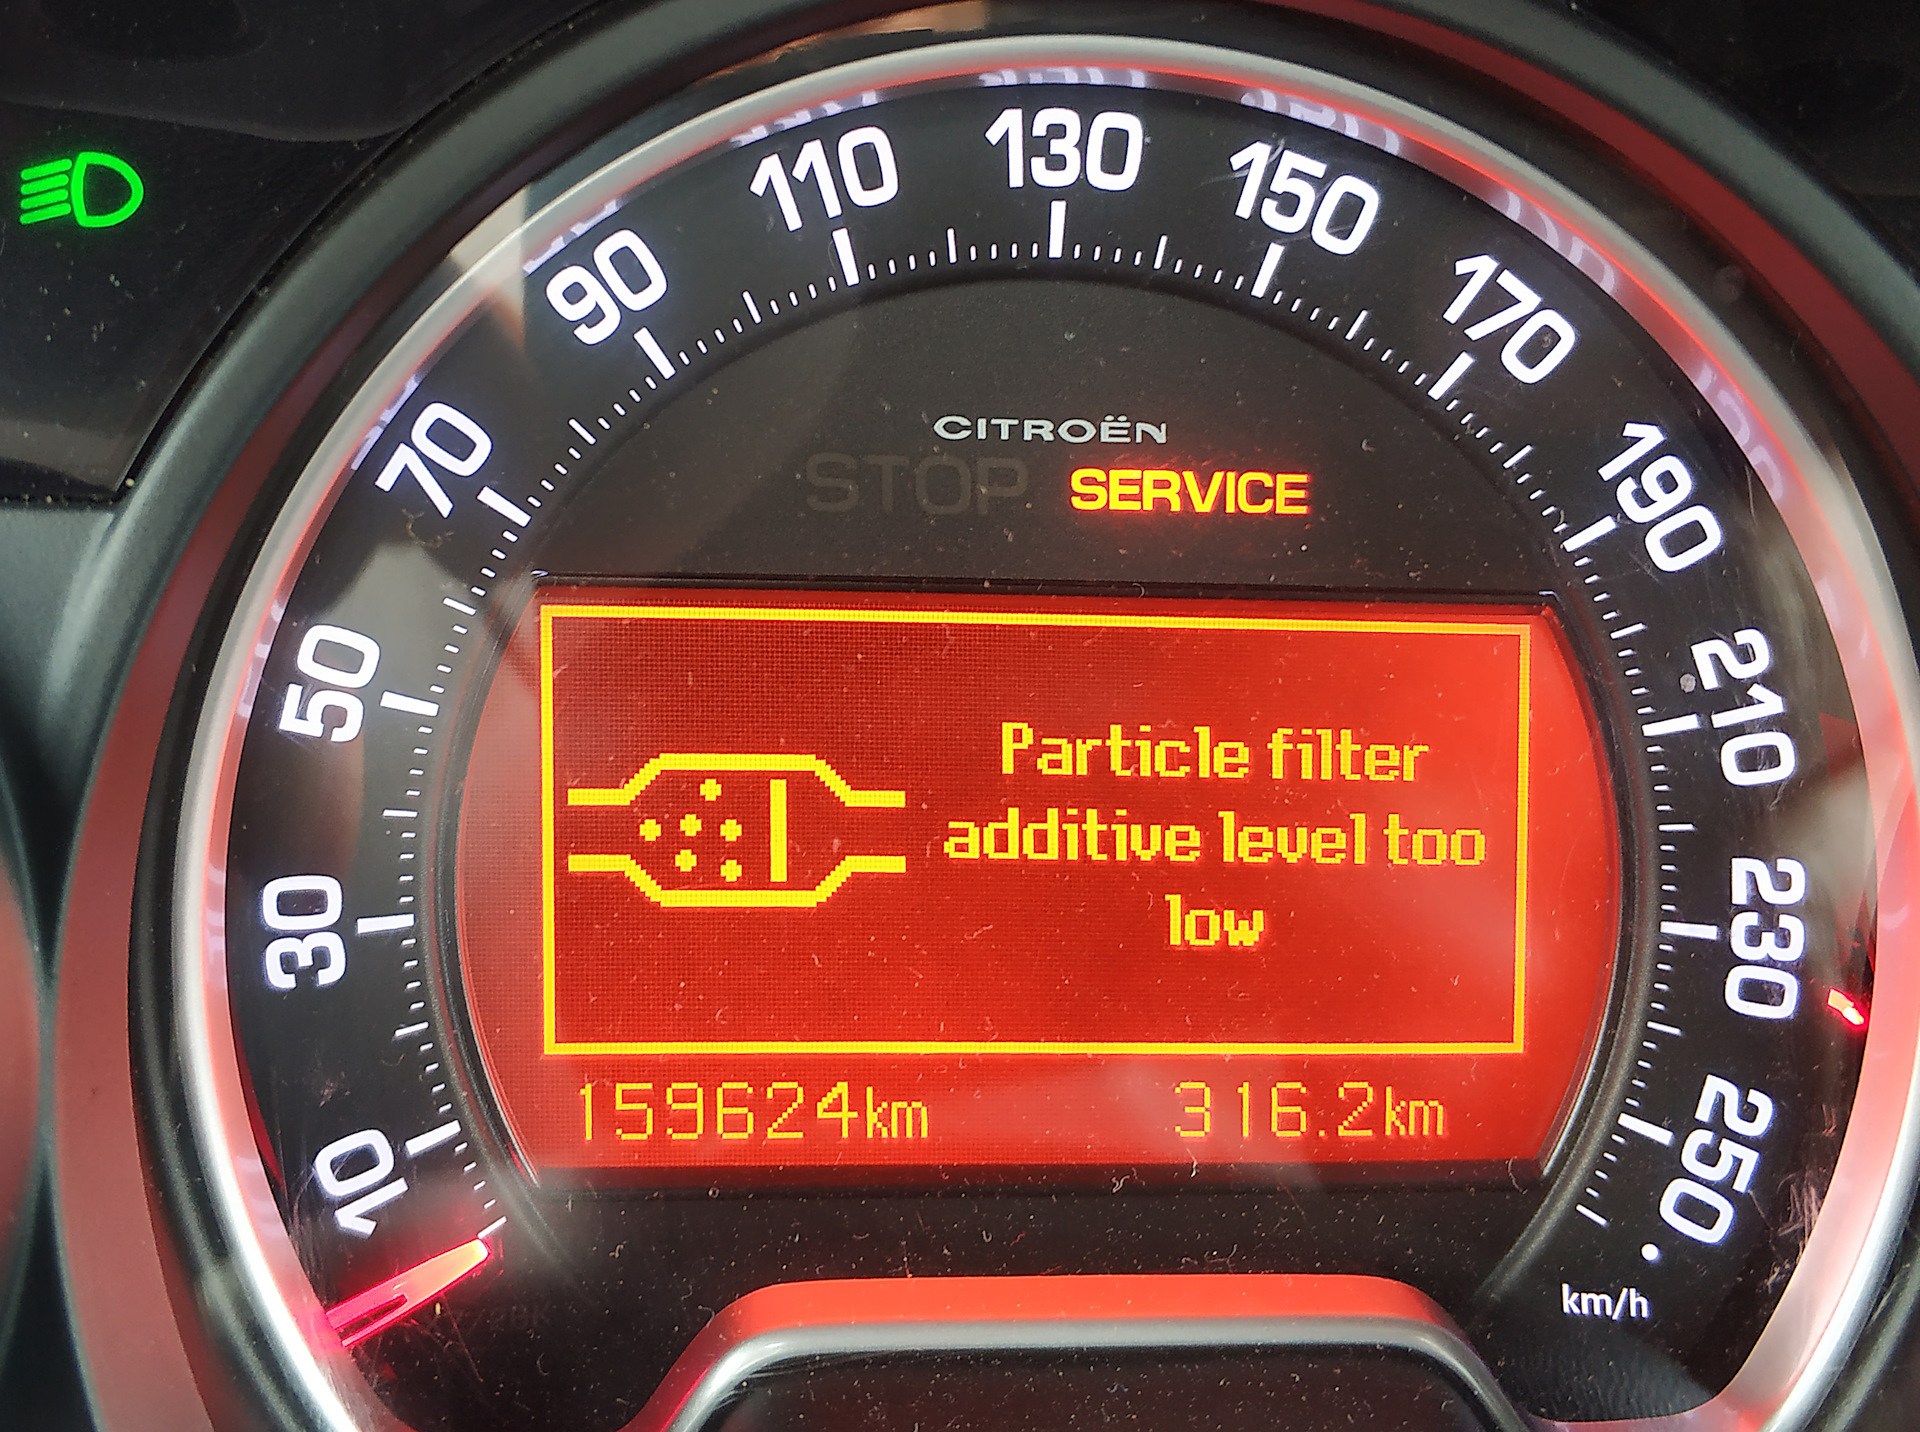 10
30
50
70
90
110
130
150
170
190
210
230
250
km/h
CITROËN
STOP SERVICE
Particle filter
additive level too
low
159624km 316.2km